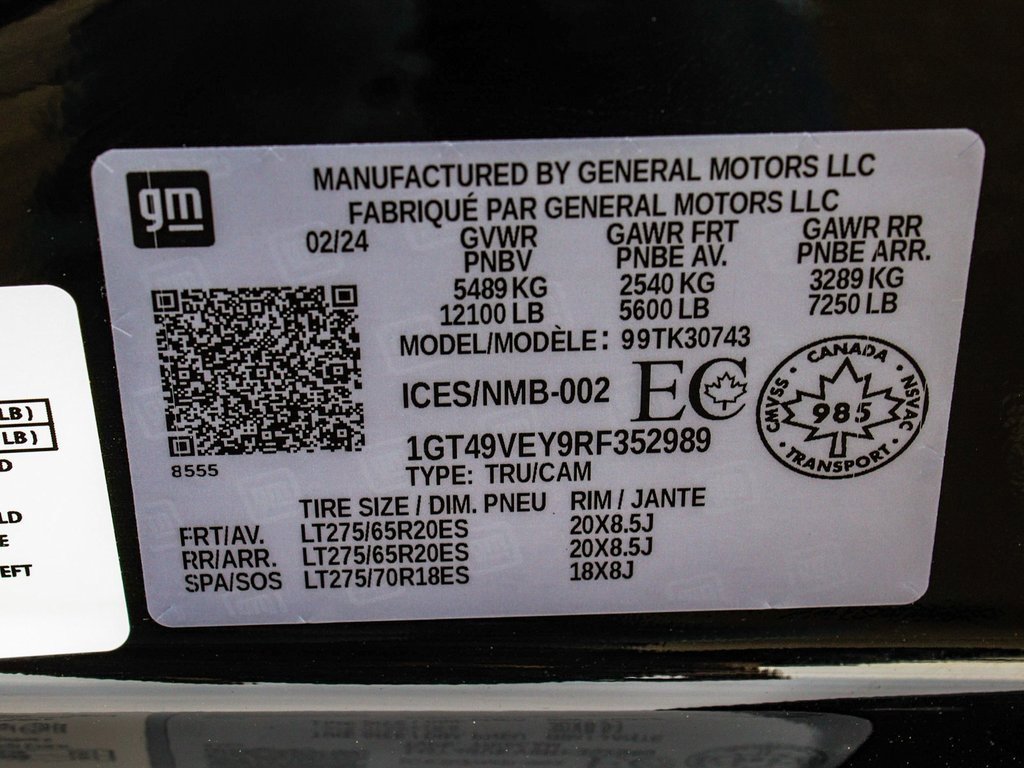 gm
MANUFACTURED BY GENERAL MOTORS LLC
FABRIQUÉ PAR GENERAL MOTORS LLC
02/24 GVWR GAWR FRT GAWR RR
PNBV PNBE AV. PNBE ARR.
5489 KG 2540 KG 3289 KG
12100 LB 5600 LB 7250 LB
MODEL/MODÈLE: 99TK30743
ICES/NMB-002 EC
CANADA
CMVSS 985 NSVAC
TRANSPORT
1GT49VEY9RF352989
8555
TYPE: TRU/CAM
TIRE SIZE / DIM. PNEU RIM / JANTE
FRT/AV. LT275/65R20ES 20X8.5J
RR/ARR. LT275/65R20ES 20X8.5J
SPA/SOS LT275/70R18ES 18X8J
LB)
LB)
D
LD
E
EFT